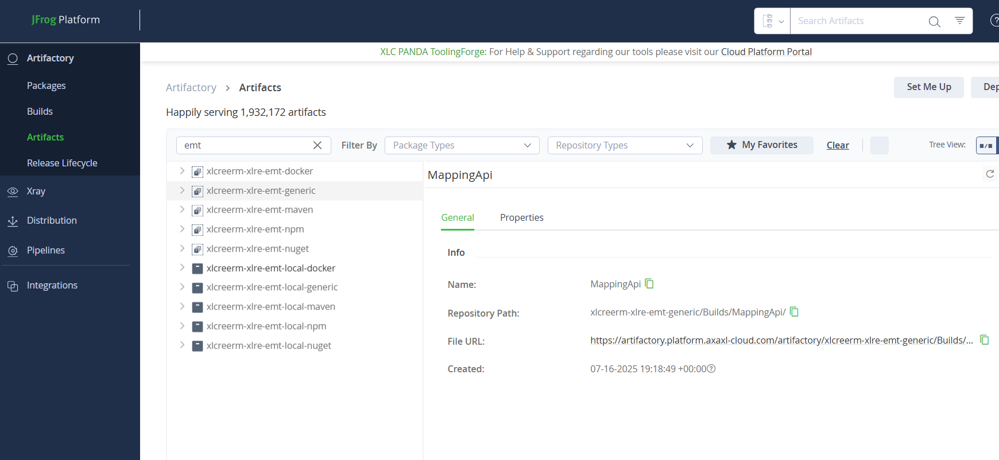 JFrog Platform
Search Artifacts
?
XLC PANDA ToolingForge: For Help & Support regarding our tools please visit our Cloud Platform Portal
Artifactory
Packages
Builds
Artifacts
Release Lifecycle
Xray
Distribution
Pipelines
Integrations
Artifactory > Artifacts
Set Me Up
Dep
Happily serving 1,932,172 artifacts
emt
Filter By
Package Types
Repository Types
My Favorites
Clear
Tree View:
xlcreerm-xlre-emt-docker
xlcreerm-xlre-emt-generic
xlcreerm-xlre-emt-maven
xlcreerm-xlre-emt-npm
xlcreerm-xlre-emt-nuget
xlcreerm-xlre-emt-local-docker
xlcreerm-xlre-emt-local-generic
xlcreerm-xlre-emt-local-maven
xlcreerm-xlre-emt-local-npm
xlcreerm-xlre-emt-local-nuget
MappingApi
General
Properties
Info
Name: MappingApi
Repository Path: xlcreerm-xlre-emt-generic/Builds/MappingApi/
File URL: https://artifactory.platform.axaxl-cloud.com/artifactory/xlcreerm-xlre-emt-generic/Builds/...
Created: 07-16-2025 19:18:49 +00:00